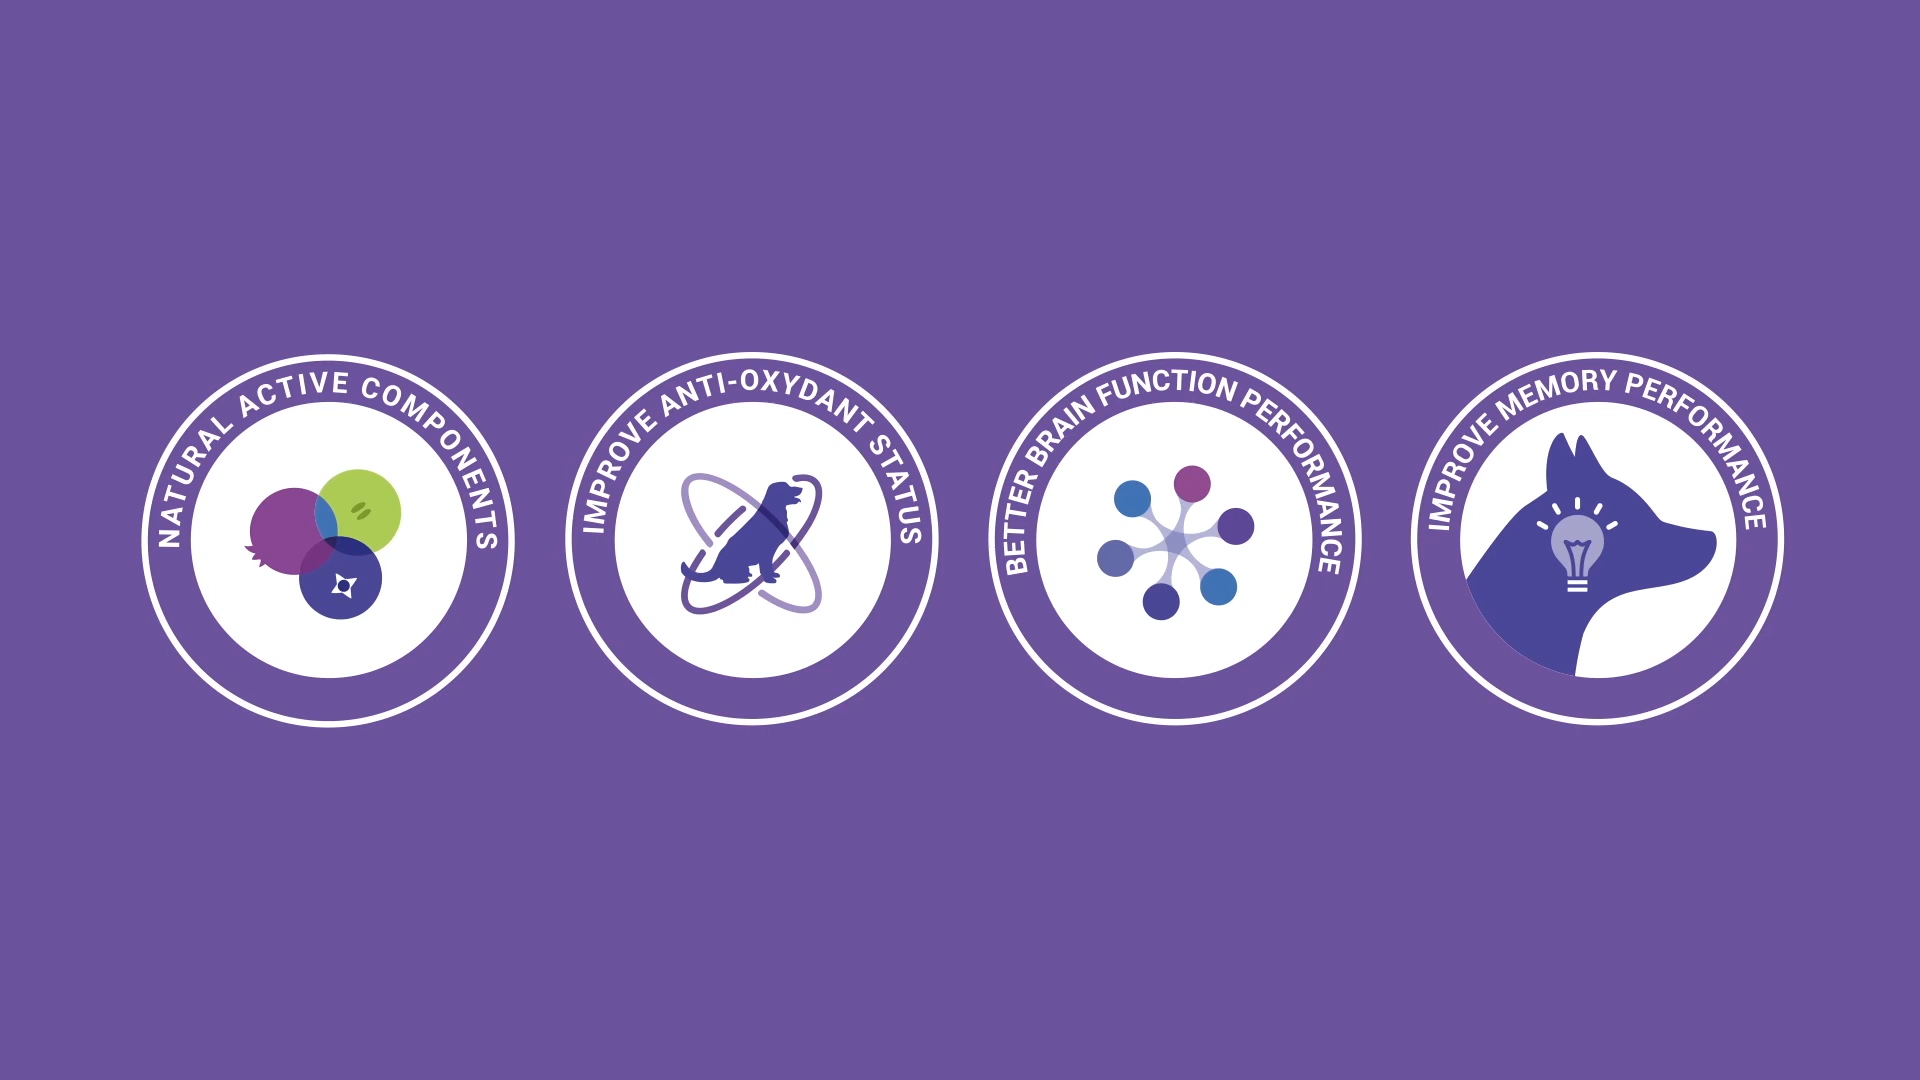 NATURAL ACTIVE COMPONENTS
IMPROVE ANTI-OXYDANT STATUS
BETTER BRAIN FUNCTION PERFORMANCE
IMPROVE MEMORY PERFORMANCE